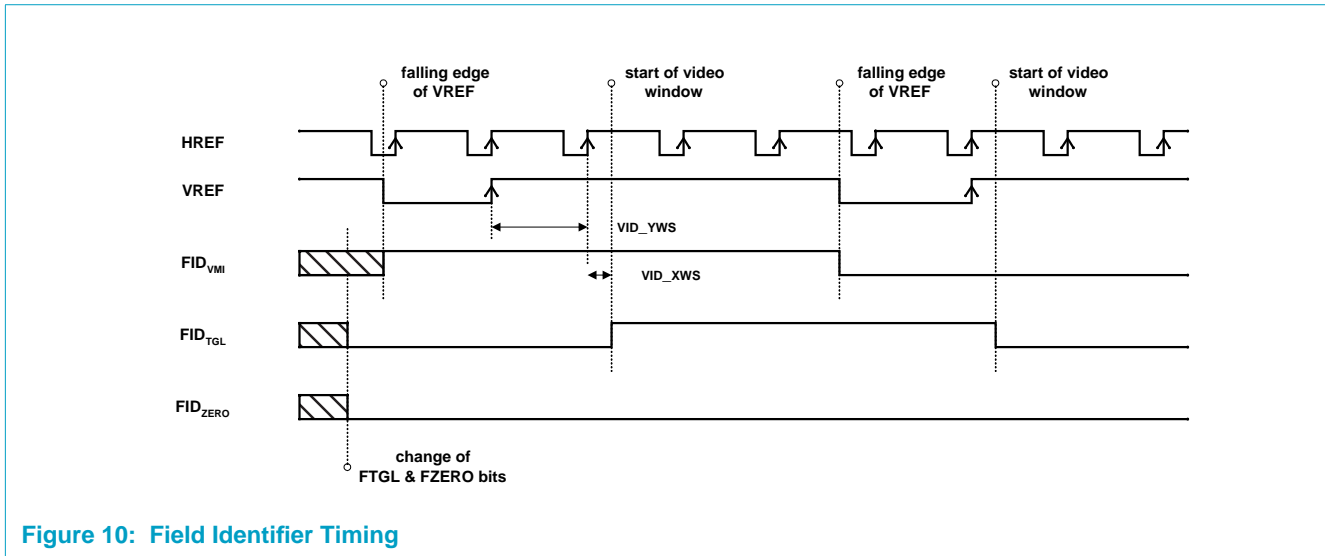 falling edge
of VREF
start of video
window
falling edge
of VREF
start of video
window
HREF
VREF
VID_YWS
FIDVMI
VID_XWS
FIDTGL
FIDZERO
change of
FTGL & FZERO bits
Figure 10: Field Identifier Timing